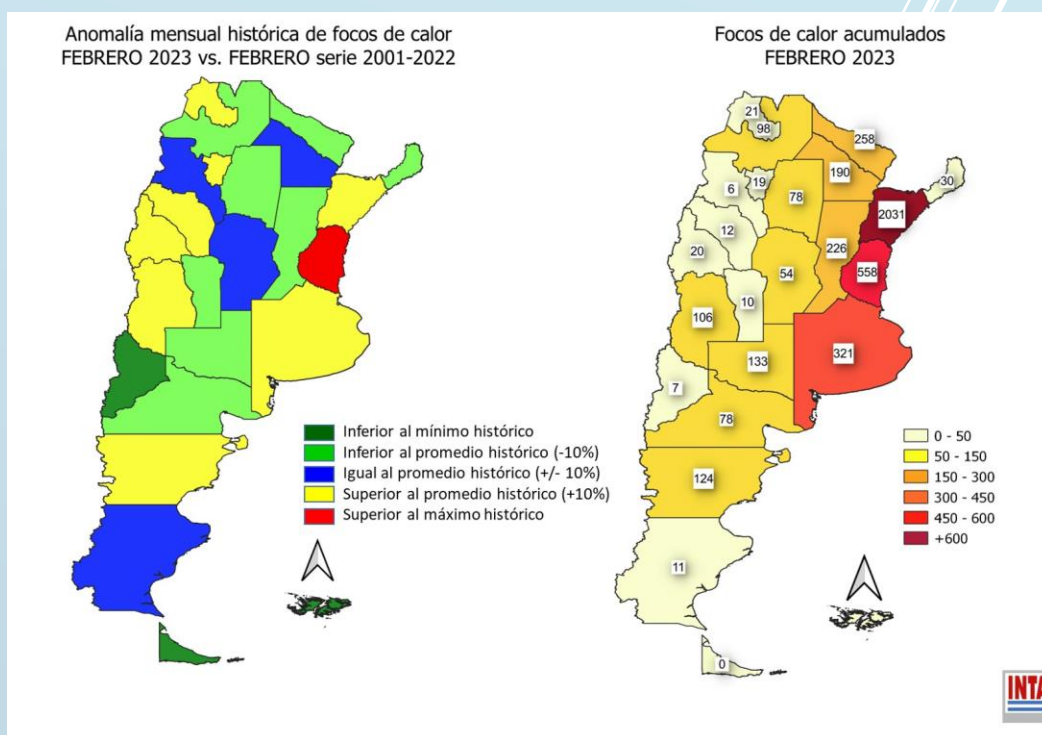 Anomalía mensual histórica de focos de calor
FEBRERO 2023 vs. FEBRERO serie 2001-2022
Inferior al mínimo histórico
Inferior al promedio histórico (-10%)
Igual al promedio histórico (+/- 10%)
Superior al promedio histórico (+10%)
Superior al máximo histórico
Focos de calor acumulados
FEBRERO 2023
21
98
258
190
30
6
19
78
2031
12
226
20
558
54
10
106
321
133
7
78
124
11
0
0 - 50
50 - 150
150 - 300
300 - 450
450 - 600
+600
INTA